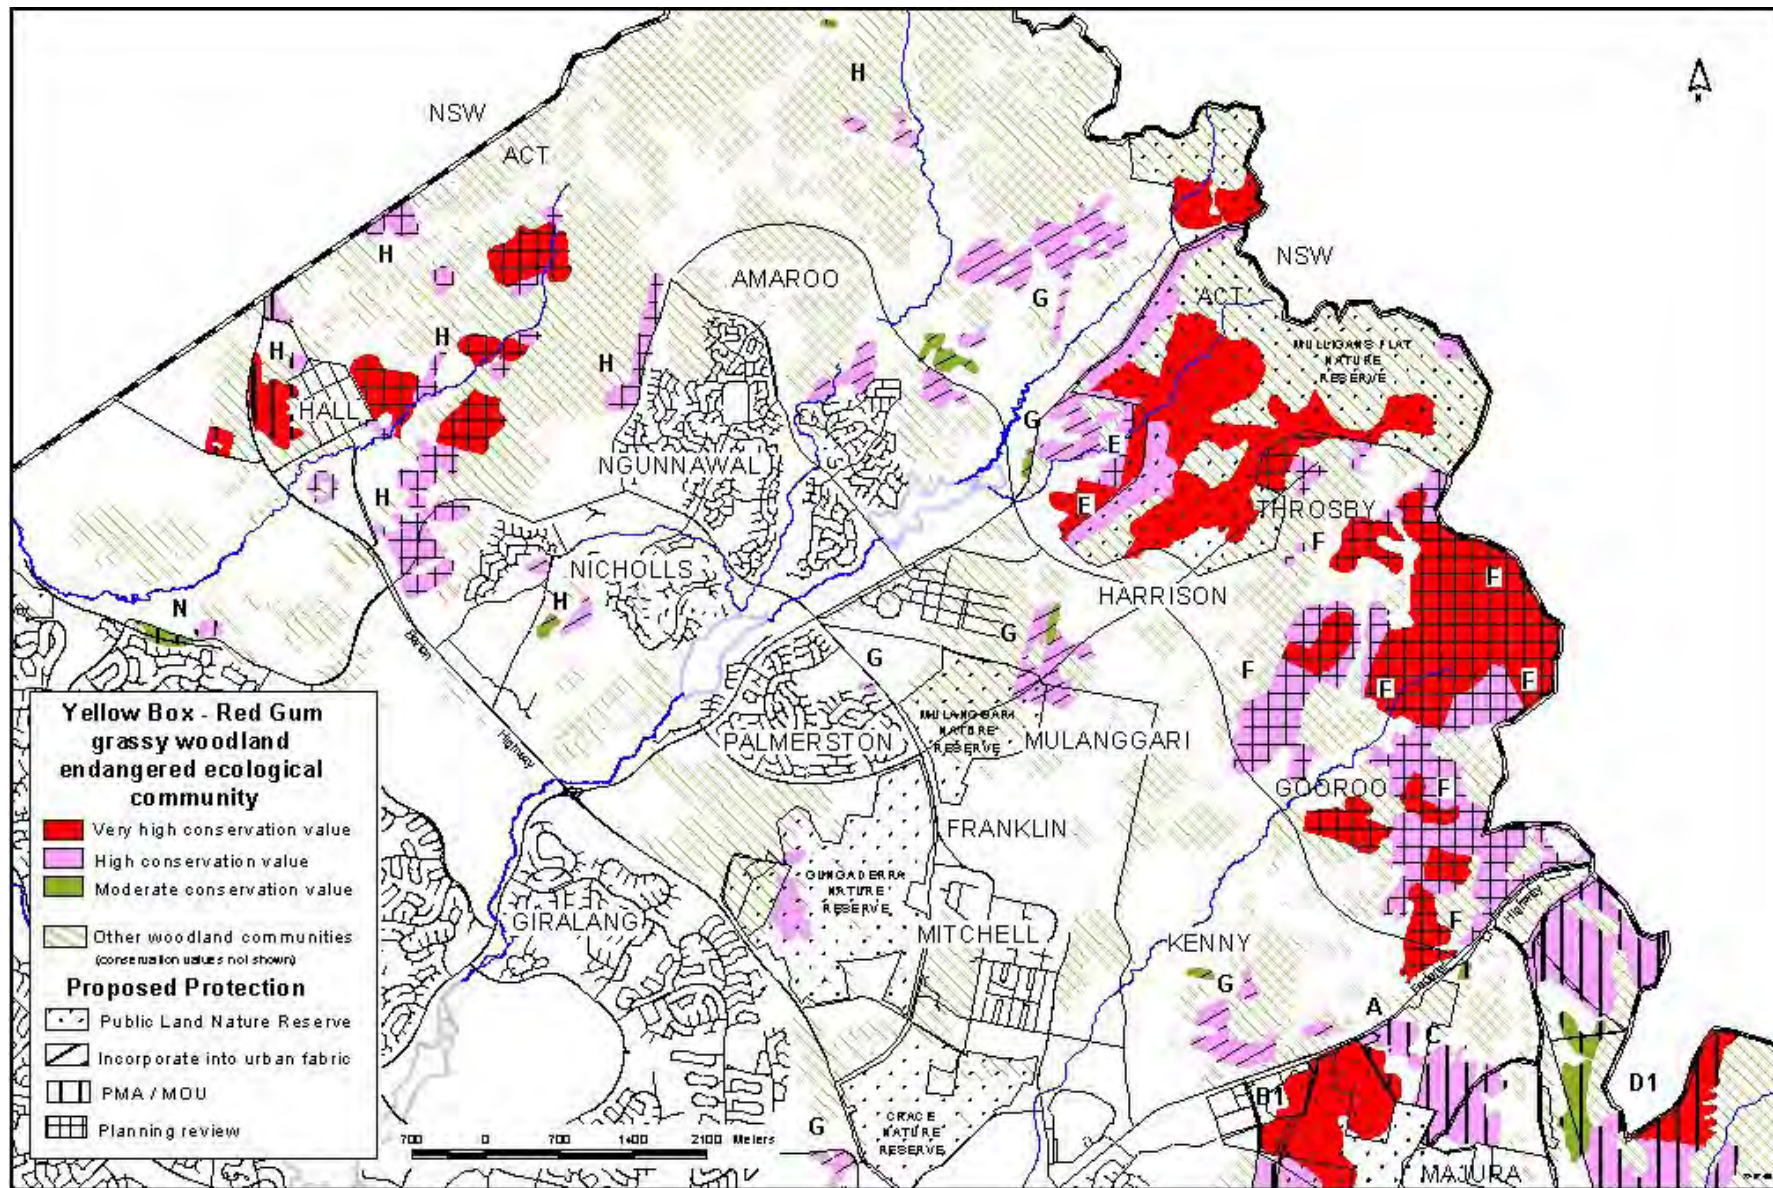 H
NSW
ACT
H
AMAROO
NSW
ACT
G
H
H
H
H
MULLIGANS FLAT
NATURE
RESERVE
HALL
G
E
NGUNNAWAL
H
E
THROSBY
F
NICHOLLS
F
HARRISON
N
H
G
Barton
Highway
G
F
F
F
MULANGGARI
NATURE
RESERVE
PALMERSTON
MULANGGARI
GOOROO
F
FRANKLIN
GUNGADERRA
NATURE
RESERVE
GIRALANG
MITCHELL
KENNY
F
Federal
Highway
G
A
C
B1
D1
G
GRACE
NATURE
RESERVE
MAJURA
N
Yellow Box - Red Gum
grassy woodland
endangered ecological
community
Very high conservation value
High conservation value
Moderate conservation value
Other woodland communities
(conservation values not shown)
Proposed Protection
Public Land Nature Reserve
Incorporate into urban fabric
PMA / MOU
Planning review
700 0 700 1400 2100 Meters